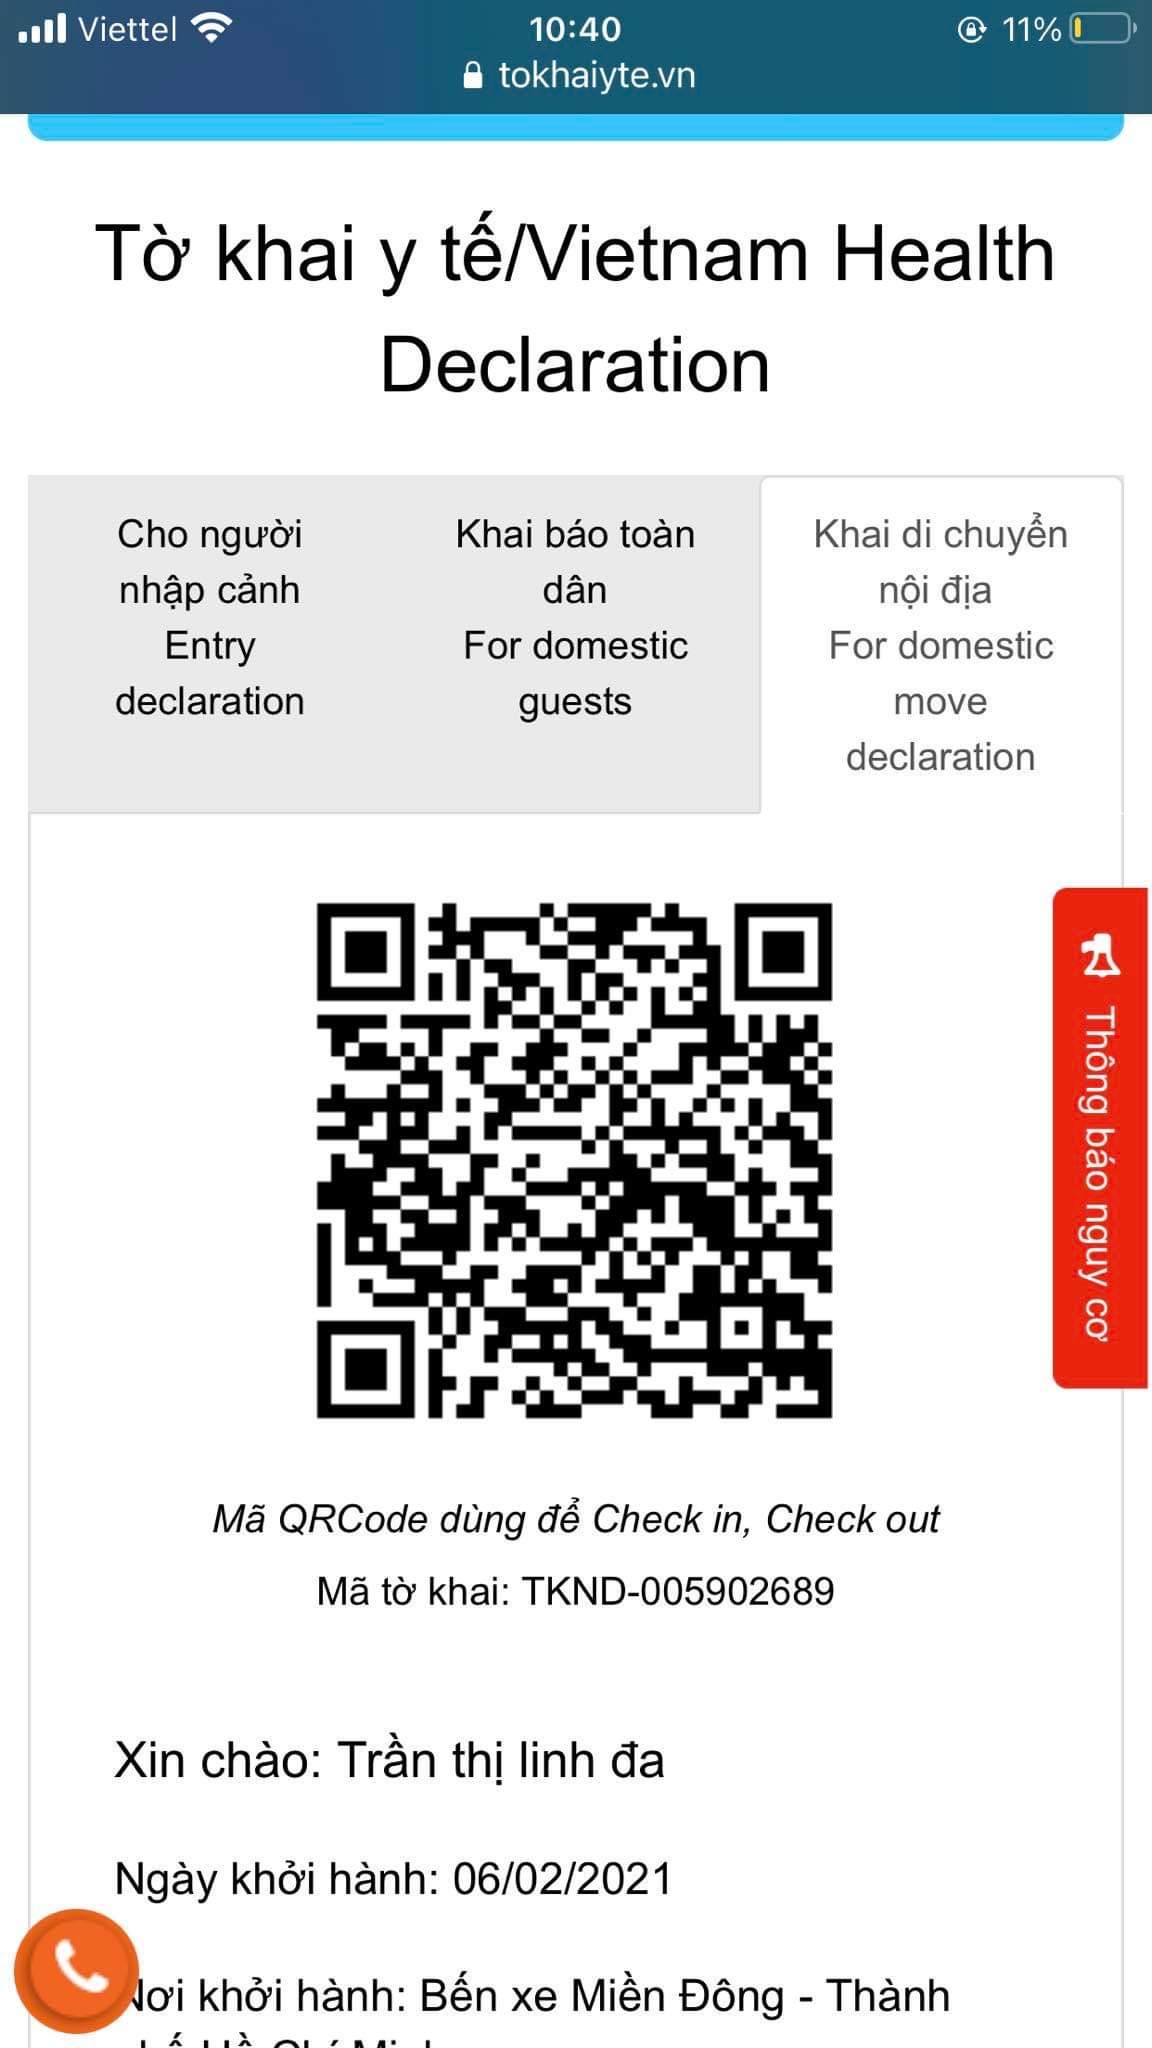 Viettel 10:40 11%
tokhaiyte.vn
Tờ khai y tế/Vietnam Health
Declaration
Cho người
nhập cảnh
Entry
declaration
Khai báo toàn
dân
For domestic
guests
Khai di chuyển
nội địa
For domestic
move
declaration
Thông báo nguy cơ
Mã QRCode dùng để Check in, Check out
Mã tờ khai: TKND-005902689
Xin chào: Trần thị linh đa
Ngày khởi hành: 06/02/2021
Nơi khởi hành: Bến xe Miền Đông - Thành